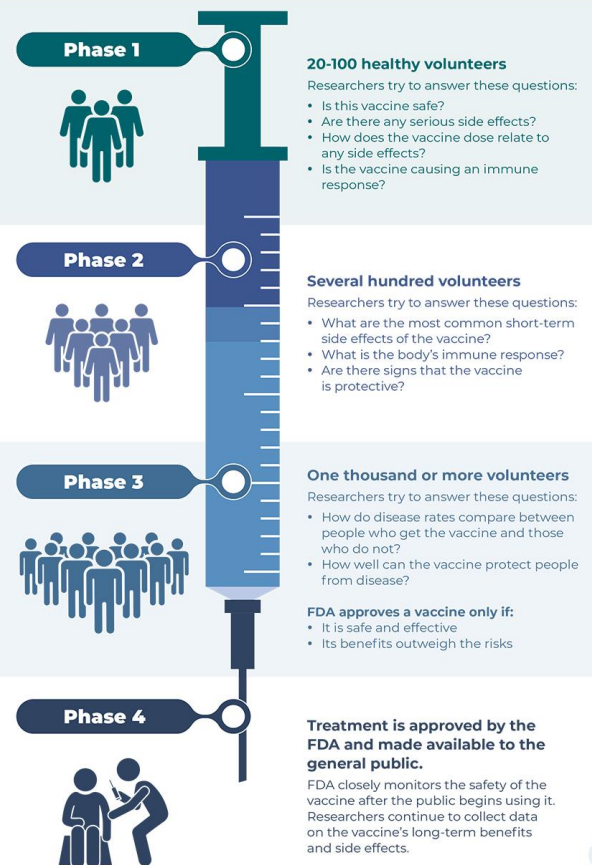 Phase 1
20-100 healthy volunteers
Researchers try to answer these questions:
• Is this vaccine safe?
• Are there any serious side effects?
• How does the vaccine dose relate to
any side effects?
• Is the vaccine causing an immune
response?
Phase 2
Several hundred volunteers
Researchers try to answer these questions:
• What are the most common short-term
side effects of the vaccine?
• What is the body's immune response?
• Are there signs that the vaccine
is protective?
Phase 3
One thousand or more volunteers
Researchers try to answer these questions:
• How do disease rates compare between
people who get the vaccine and those
who do not?
• How well can the vaccine protect people
from disease?
FDA approves a vaccine only if:
• It is safe and effective
• Its benefits outweigh the risks
Phase 4
Treatment is approved by the
FDA and made available to the
general public.
FDA closely monitors the safety of the
vaccine after the public begins using it.
Researchers continue to collect data
on the vaccine's long-term benefits
and side effects.